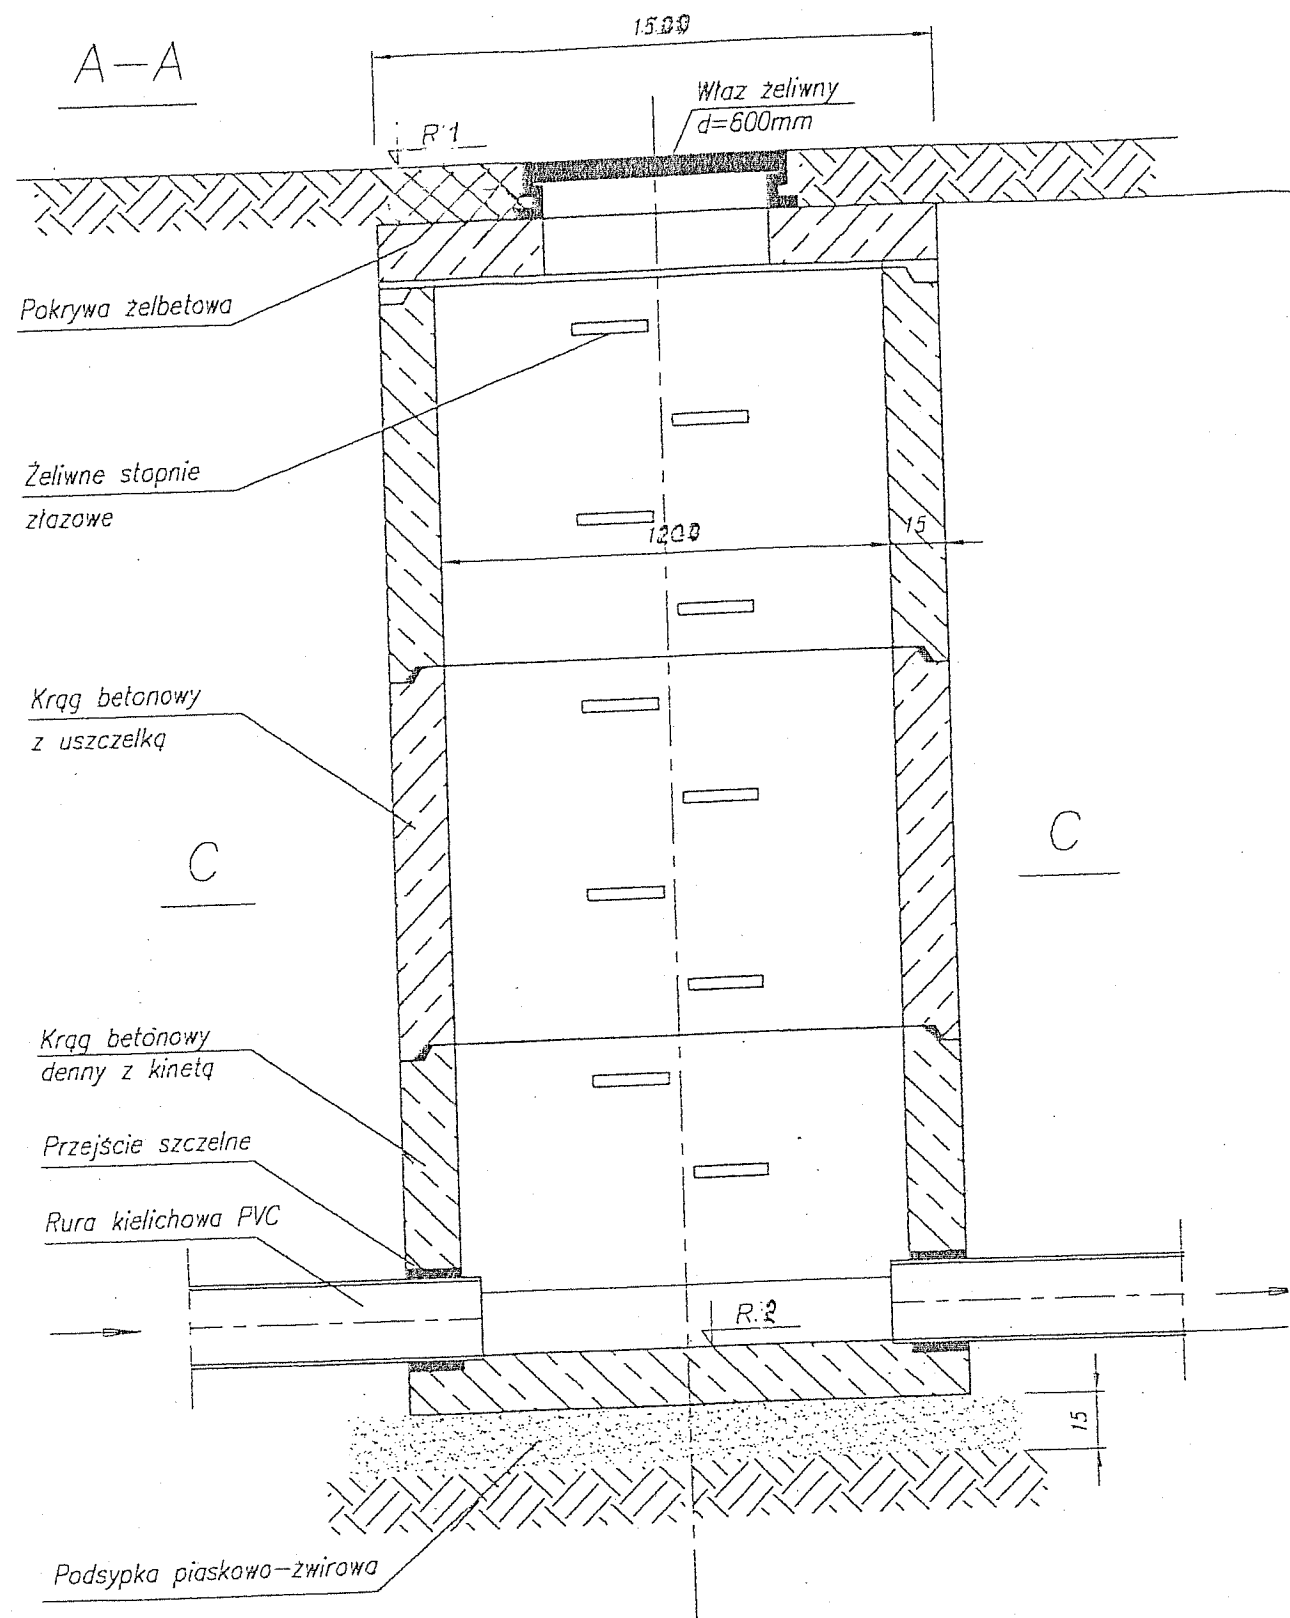 1500
A-A
Właz żeliwny
d=600mm
R:1
Pokrywa żelbetowa
Żeliwne stopnie
złazowe
1200
15
Krąg betonowy
z uszczelką
C
C
Krąg betonowy
denny z kinetą
Przejście szczelne
Rura kielichowa PVC
R:2
15
Podsypka piaskowo-żwirowa